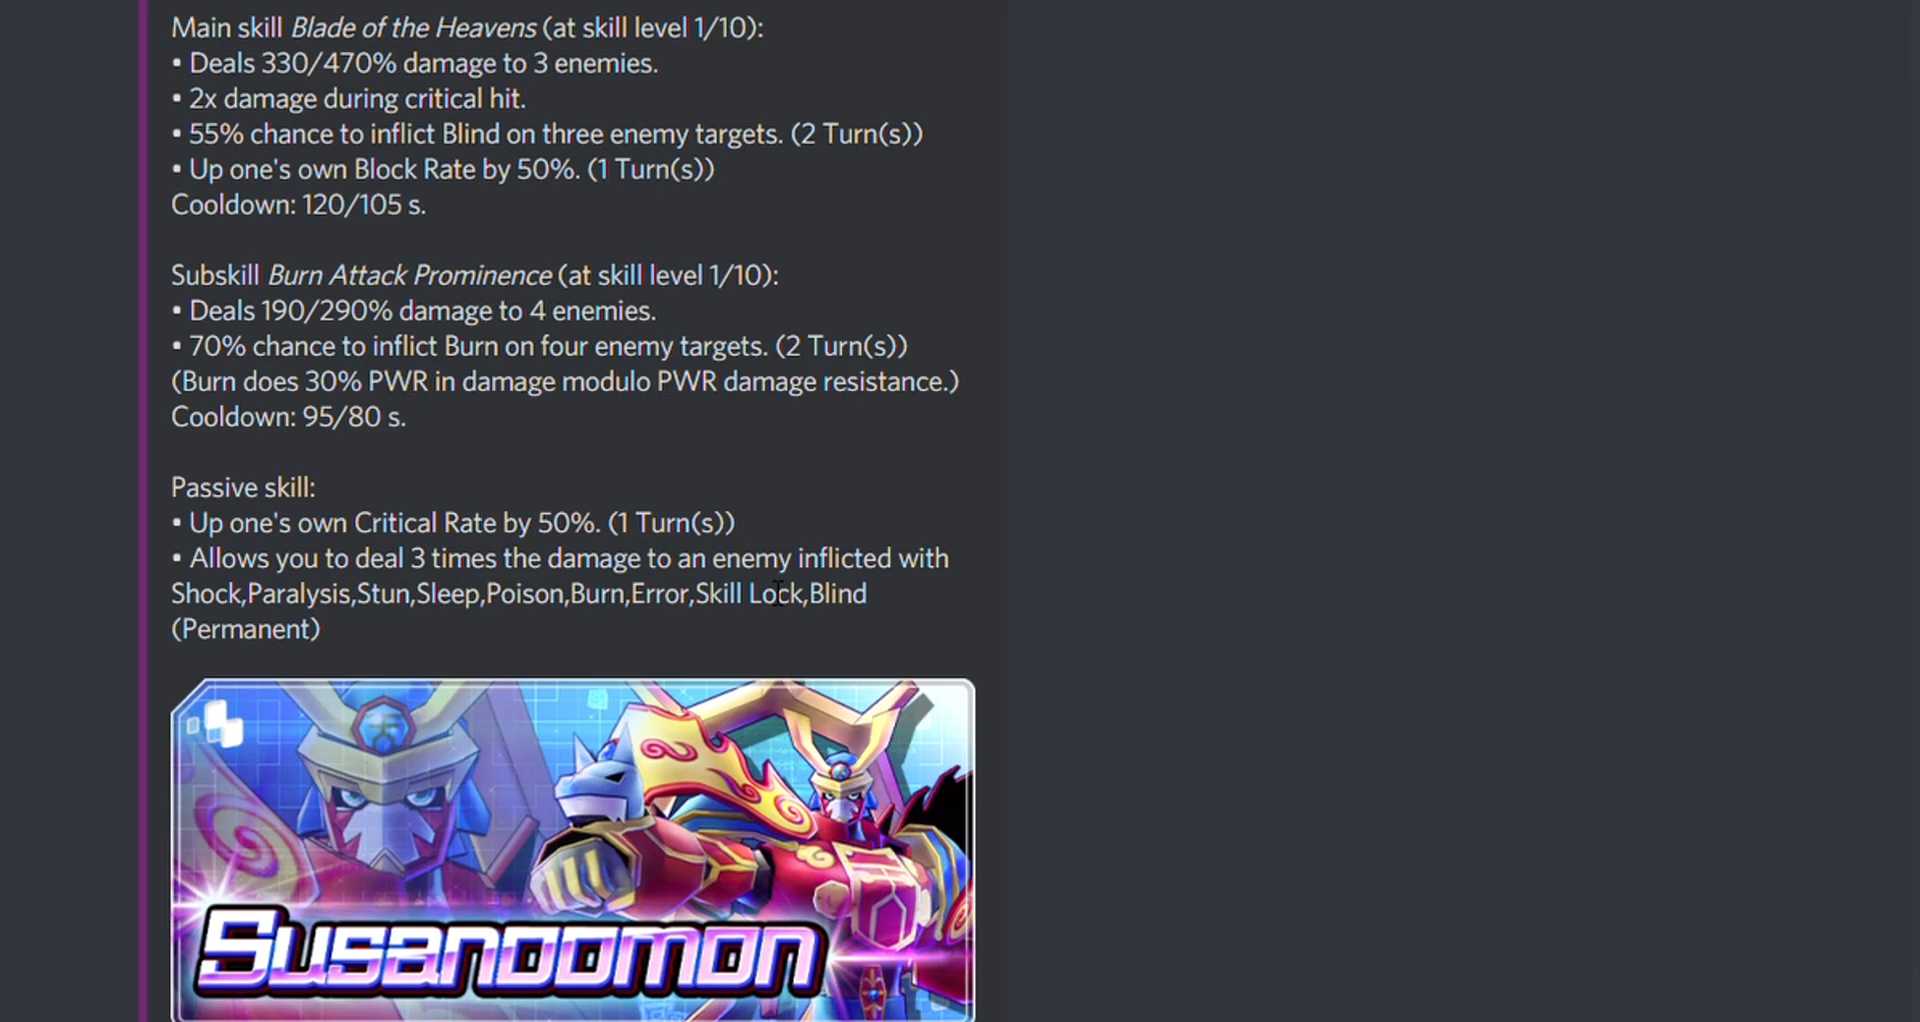 Main skill Blade of the Heavens (at skill level 1/10):
• Deals 330/470% damage to 3 enemies.
• 2x damage during critical hit.
• 55% chance to inflict Blind on three enemy targets. (2 Turn(s))
• Up one's own Block Rate by 50%. (1 Turn(s))
Cooldown: 120/105 s.
Subskill Burn Attack Prominence (at skill level 1/10):
• Deals 190/290% damage to 4 enemies.
• 70% chance to inflict Burn on four enemy targets. (2 Turn(s))
(Burn does 30% PWR in damage modulo PWR damage resistance.)
Cooldown: 95/80 s.
Passive skill:
• Up one's own Critical Rate by 50%. (1 Turn(s))
• Allows you to deal 3 times the damage to an enemy inflicted with
Shock,Paralysis,Stun,Sleep,Poison,Burn,Error,Skill Lock,Blind
(Permanent)
Susanoomon